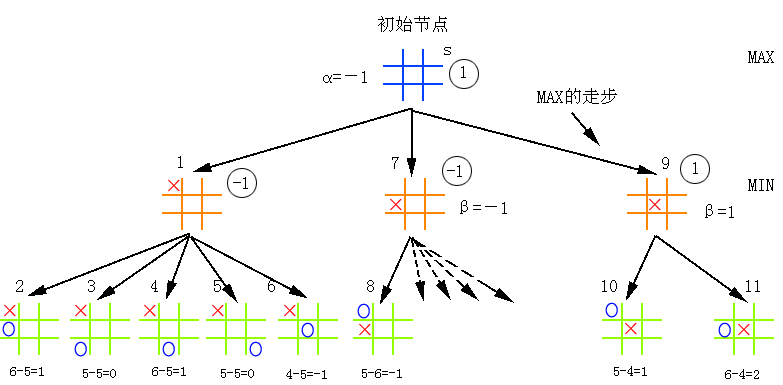 初始节点
S
MAX
α=-1
1
MAX的走步
1
-1
7
-1
9
1
MIN
×
×
β=-1
×
β=1
2
3
4
5
6
8
10
11
×
×
×
×
×
O
O
O
×
O
×
O
×
O
O
O
6-5=1
5-5=0
6-5=1
5-5=0
4-5=-1
5-6=-1
5-4=1
6-4=2